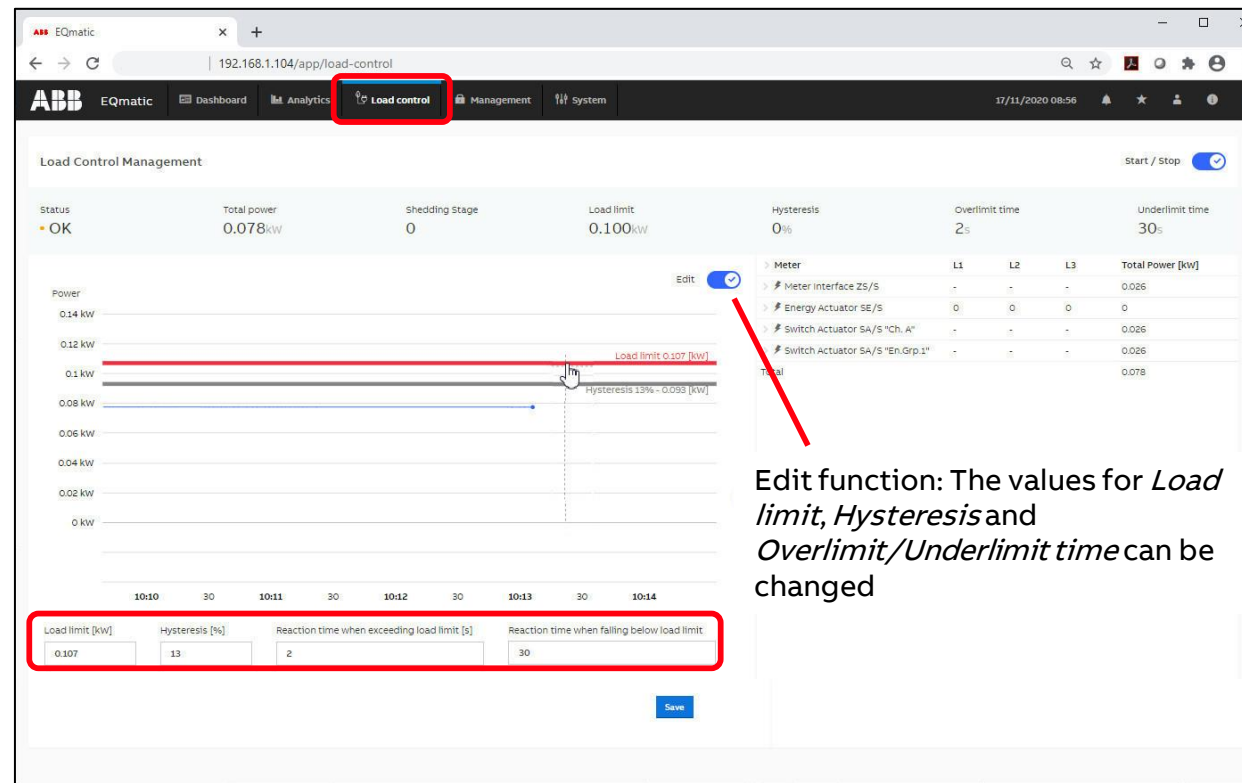 ABB EQmatic
192.168.1.104/app/load-control
ABB EQmatic Dashboard Analytics Load control Management System 17/11/2020 08:56
Load Control Management Start / Stop
Status Total power Shedding Stage Load limit Hysteresis Overlimit time Underlimit time
OK 0.078kW 0 0.100kW 0% 2s 30s
Edit
Power
0.14 kW
0.12 kW
0.1 kW
0.08 kW
0.06 kW
0.04 kW
0.02 kW
0 kW
Load limit 0.107 [kW]
Hysteresis 13% - 0.093 [kW]
10:10 30 10:11 30 10:12 30 10:13 30 10:14
Meter L1 L2 L3 Total Power [kW]
Meter Interface ZS/S - - - 0.026
Energy Actuator SE/S 0 0 0 0
Switch Actuator SA/S "Ch. A" - - - 0.026
Switch Actuator SA/S "En.Grp.1" - - - 0.026
Total 0.078
Edit function: The values for Load
limit, Hysteresis and
Overlimit/Underlimit time can be
changed
Load limit [kW] Hysteresis [%] Reaction time when exceeding load limit [s] Reaction time when falling below load limit
0.107 13 2 30
Save